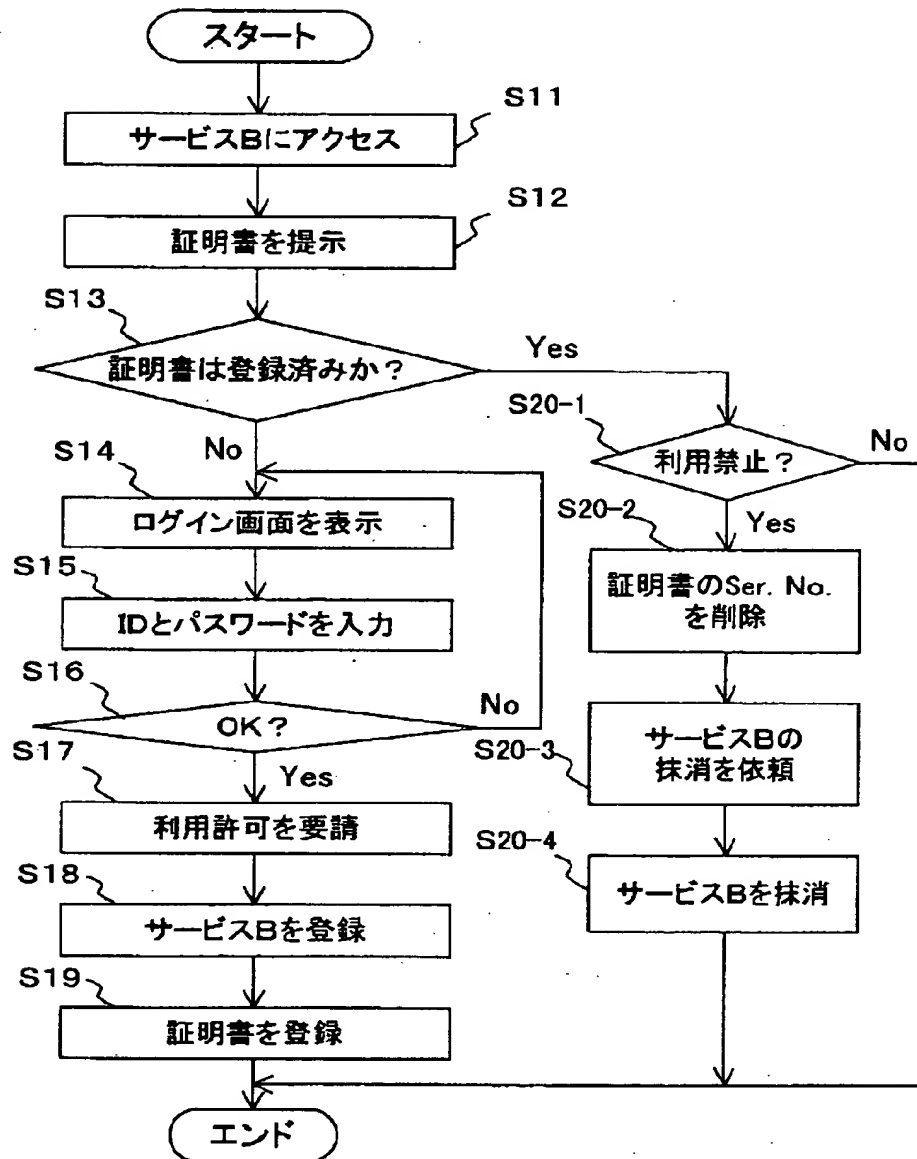 スタート
S11
サービスBにアクセス
S12
証明書を提示
S13
証明書は登録済みか?
Yes
No
S20-1
利用禁止?
No
Yes
S14
ログイン画面を表示
S15
IDとパスワードを入力
S16
OK?
No
Yes
S17
利用許可を要請
S18
サービスBを登録
S19
証明書を登録
S20-2
証明書のSer. No.
を削除
S20-3
サービスBの
抹消を依頼
S20-4
サービスBを抹消
エンド